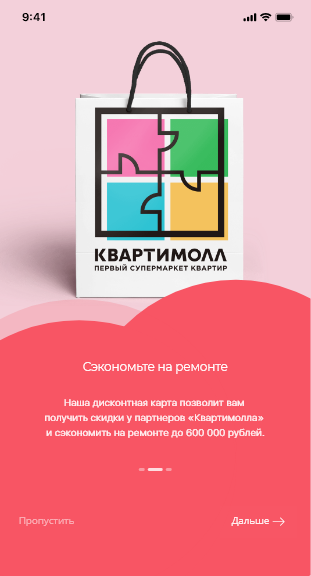 9:41
КВАРТИМОЛЛ
ПЕРВЫЙ СУПЕРМАРКЕТ КВАРТИР
Сэкономьте на ремонте
Наша дисконтная карта позволит вам
получить скидки у партнеров «Квартимолла»
и сэкономить на ремонте до 600 000 рублей.
Пропустить
Дальше